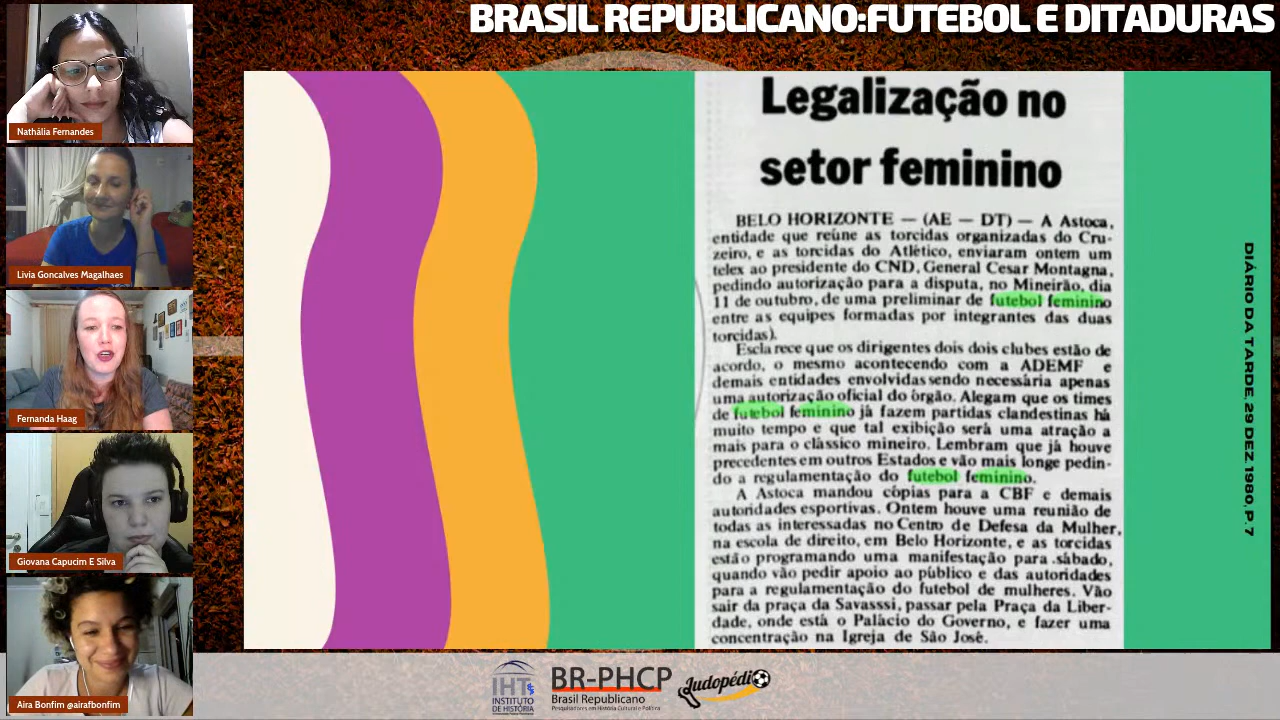 BRASIL REPUBLICANO:FUTEBOL E DITADURAS
Nathália Fernandes
Livia Goncalves Magalhaes
Fernanda Haag
Giovana Capucim E Silva
Aira Bonfim @airafbonfim
Legalização no
setor feminino
BELO HORIZONTE — (AE — DT) — A Astoca,
entidade que reúne as torcidas organizadas do Cru-
zeiro, e as torcidas do Atlético, enviaram ontem um
telex ao presidente do CND, General Cesar Montagna,
pedindo autorização para a disputa, no Mineirão, dia
11 de outubro, de uma preliminar de futebol feminino
entre as equipes formadas por integrantes das duas
torcidas).
Esclarece que os dirigentes dois dois clubes estão de
acordo, o mesmo acontecendo com a ADEMF e
demais entidades envolvidas sendo necessária apenas
uma autorização oficial do órgão. Alegam que os times
de futebol feminino já fazem partidas clandestinas há
muito tempo e que tal exibição será uma atração a
mais para o clássico mineiro. Lembram que já houve
precedentes em outros Estados e vão mais longe pedin-
do a regulamentação do futebol feminino.
A Astoca mandou cópias para a CBF e demais
autoridades esportivas. Ontem houve uma reunião de
todas as interessadas no Centro de Defesa da Mulher,
na escola de direito, em Belo Horizonte, e as torcidas
estão programando uma manifestação para .sábado,
quando vão pedir apoio ao público e das autoridades
para a regulamentação do futebol de mulheres. Vão
sair da praça da Savasssi, passar pela Praça da Liber-
dade, onde está o Palácio do Governo, e fazer uma
concentração na Igreja de São José.
DIÁRIO DA TARDE, 29 DEZ. 1980, P. 7
IHT
INSTITUTO
DE HISTÓRIA
BR-PHCP
Brasil Republicano
Pesquisadores em História Cultural e Política
Ludopédio